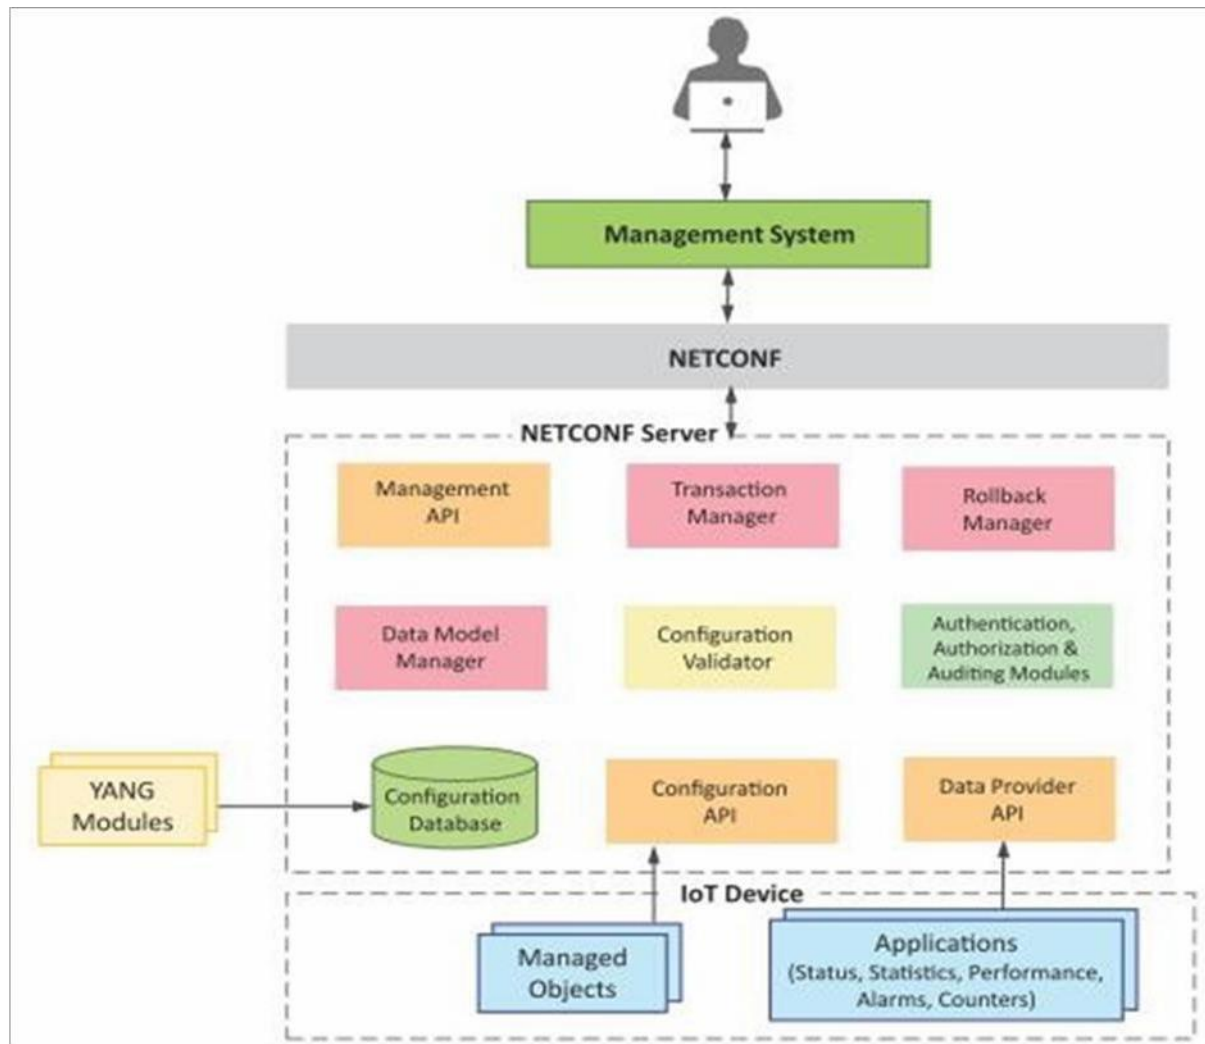 Management System
NETCONF
NETCONF Server
Management
API
Transaction
Manager
Rollback
Manager
Data Model
Manager
Configuration
Validator
Authentication,
Authorization &
Auditing Modules
YANG
Modules
Configuration
Database
Configuration
API
Data Provider
API
IoT Device
Managed
Objects
Applications
(Status, Statistics, Performance,
Alarms, Counters)